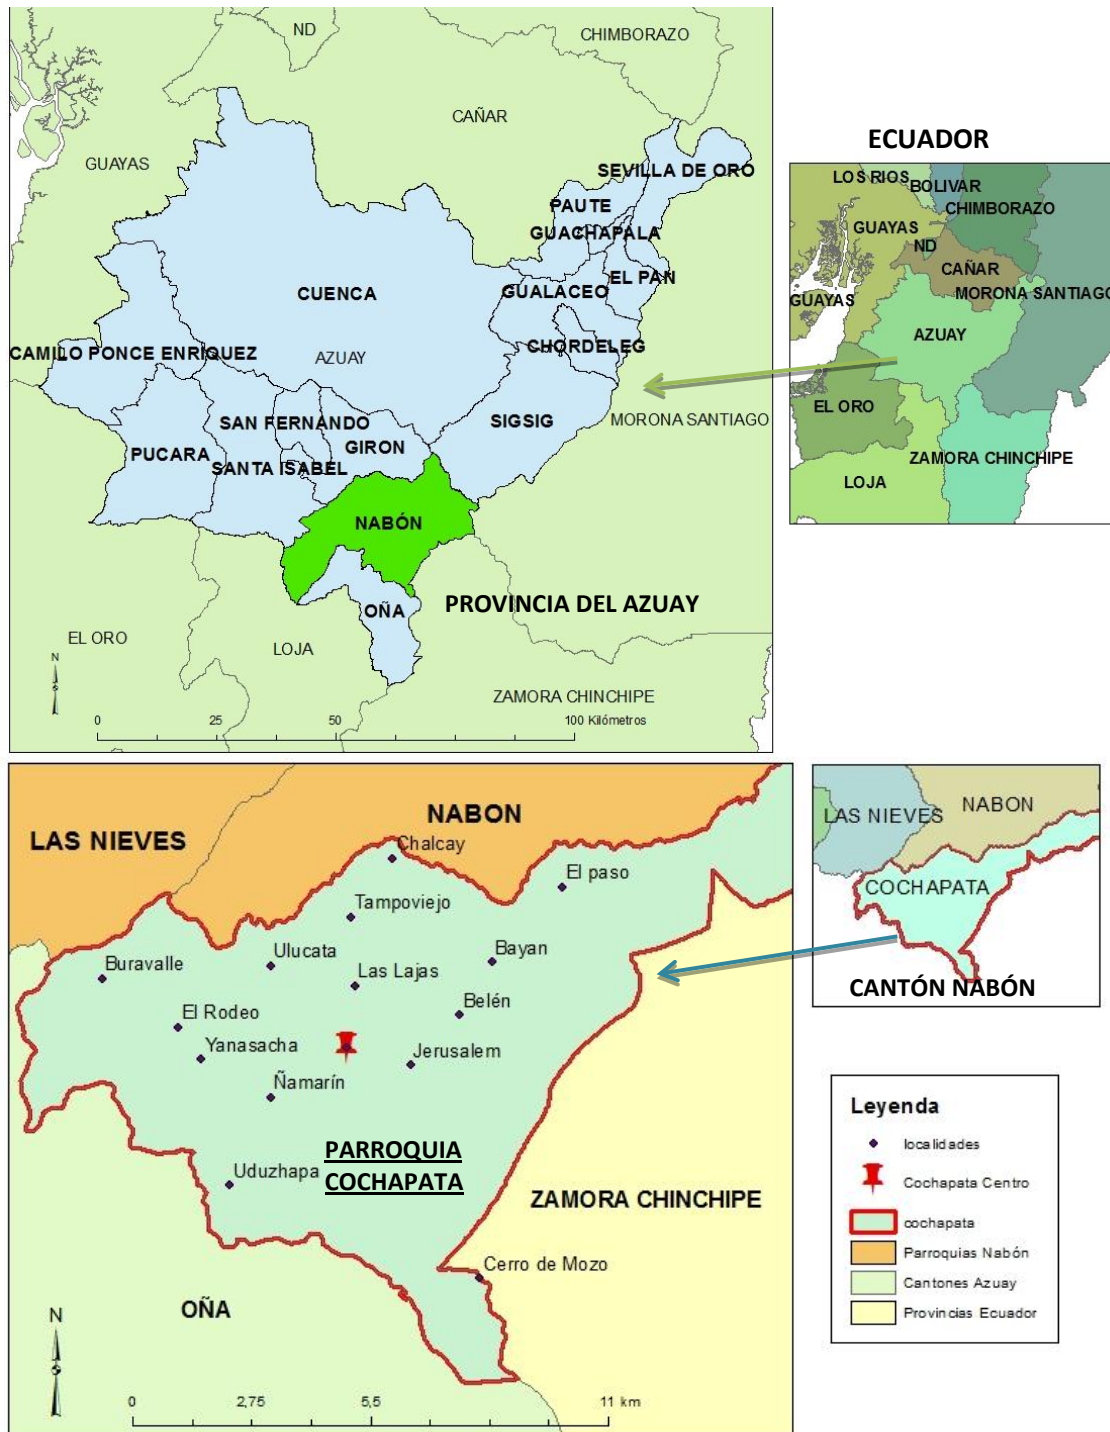 ND
CHIMBORAZO
CAÑAR
GUAYAS
SEVILLA DE ORO
PAUTE
GUACHAPALA
EL PAN
CUENCA
GUALACEO
CAMILO PONCE ENRIQUEZ
AZUAY
CHORDELEG
SAN FERNANDO
SIGSIG
MORONA SANTIAGO
PUCARA
SANTA ISABEL
GIRON
NABÓN
OÑA
PROVINCIA DEL AZUAY
EL ORO
LOJA
N
ZAMORA CHINCHIPE
0 25 50 100 Kilómetros
ECUADOR
LOS RIOS
BOLIVAR
CHIMBORAZO
GUAYAS
ND
CAÑAR
MORONA SANTIAGO
GUAYAS
AZUAY
EL ORO
ZAMORA CHINCHIPE
LOJA
NABON
LAS NIEVES
Chalcay
El paso
Tampoviejo
Ulucata
Bayan
Buravalle
Las Lajas
Belén
El Rodeo
Yanasacha
Jerusalem
Ñamarín
PARROQUIA
COCHAPATA
Uduzhapa
ZAMORA CHINCHIPE
Cerro de Mozo
OÑA
N
0 2,75 5,5 11 km
NABON
LAS NIEVES
COCHAPATA
CANTÓN NABÓN
Leyenda
localidades
Cochapata Centro
cochapata
Parroquias Nabón
Cantones Azuay
Provincias Ecuador